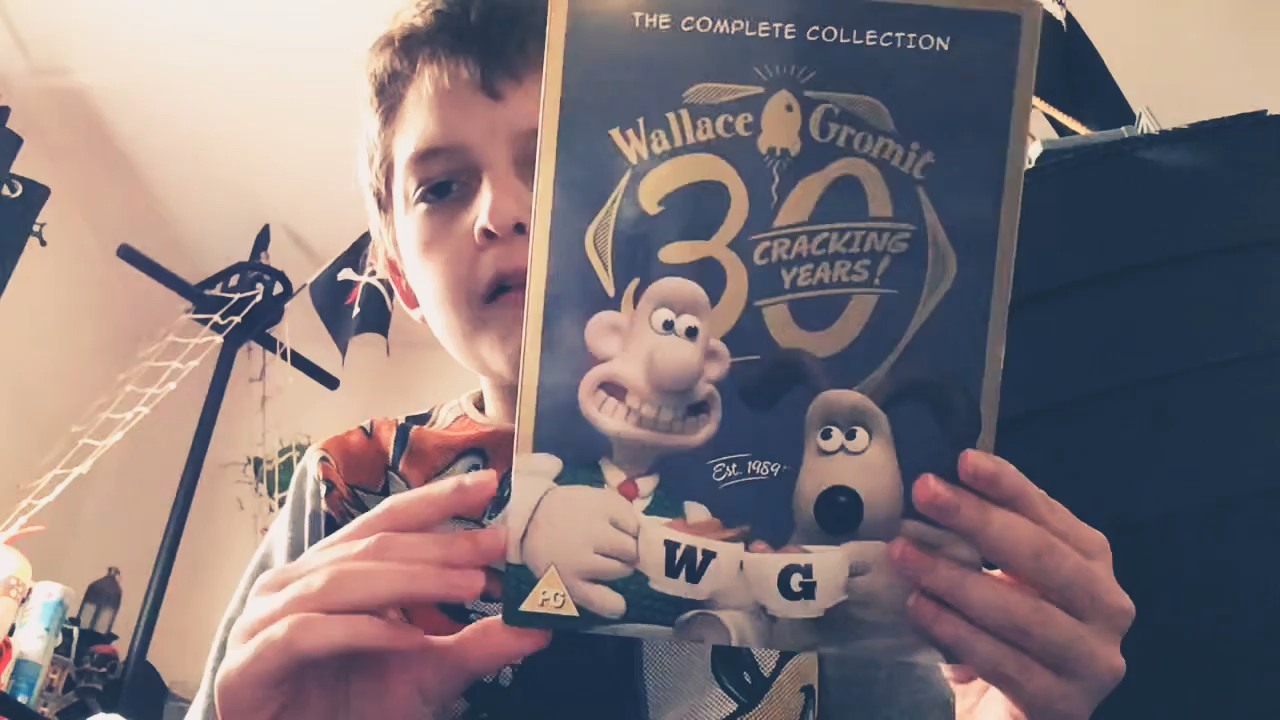 THE COMPLETE COLLECTION
Wallace Gromit
30
CRACKING
YEARS!
Est. 1989
W
G
PG